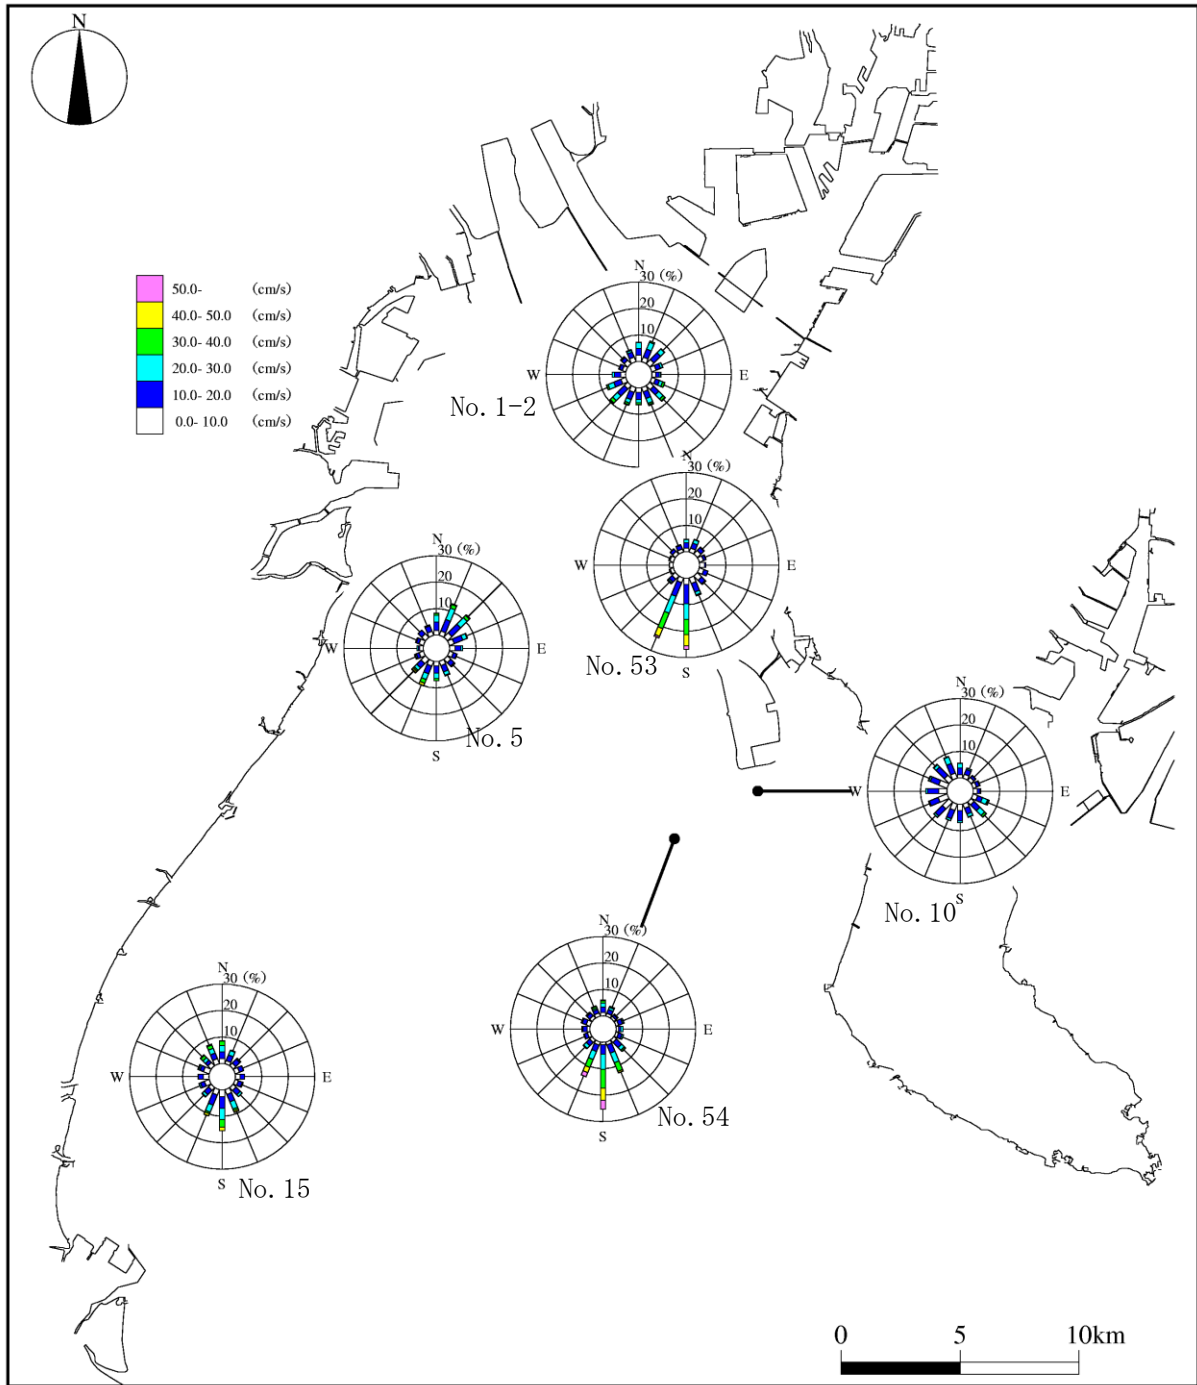 N
50.0- (cm/s)
40.0- 50.0 (cm/s)
30.0- 40.0 (cm/s)
20.0- 30.0 (cm/s)
10.0- 20.0 (cm/s)
0.0- 10.0 (cm/s)
N
30 (%)
20
10
W
E
No. 1-2
N
30 (%)
20
10
W
E
S
No. 53
N
30 (%)
20
10
W
E
S
No. 5
N
30 (%)
20
10
W
E
S
No. 10
N
30 (%)
20
10
W
E
S
No. 54
N
30 (%)
20
10
W
E
S
No. 15
0 5 10km